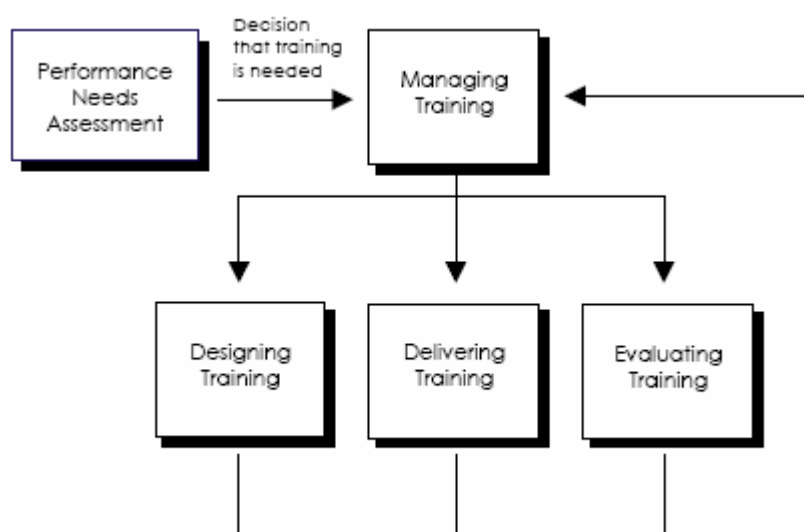 Performance
Needs
Assessment
Decision
that training
is needed
Managing
Training
Designing
Training
Delivering
Training
Evaluating
Training